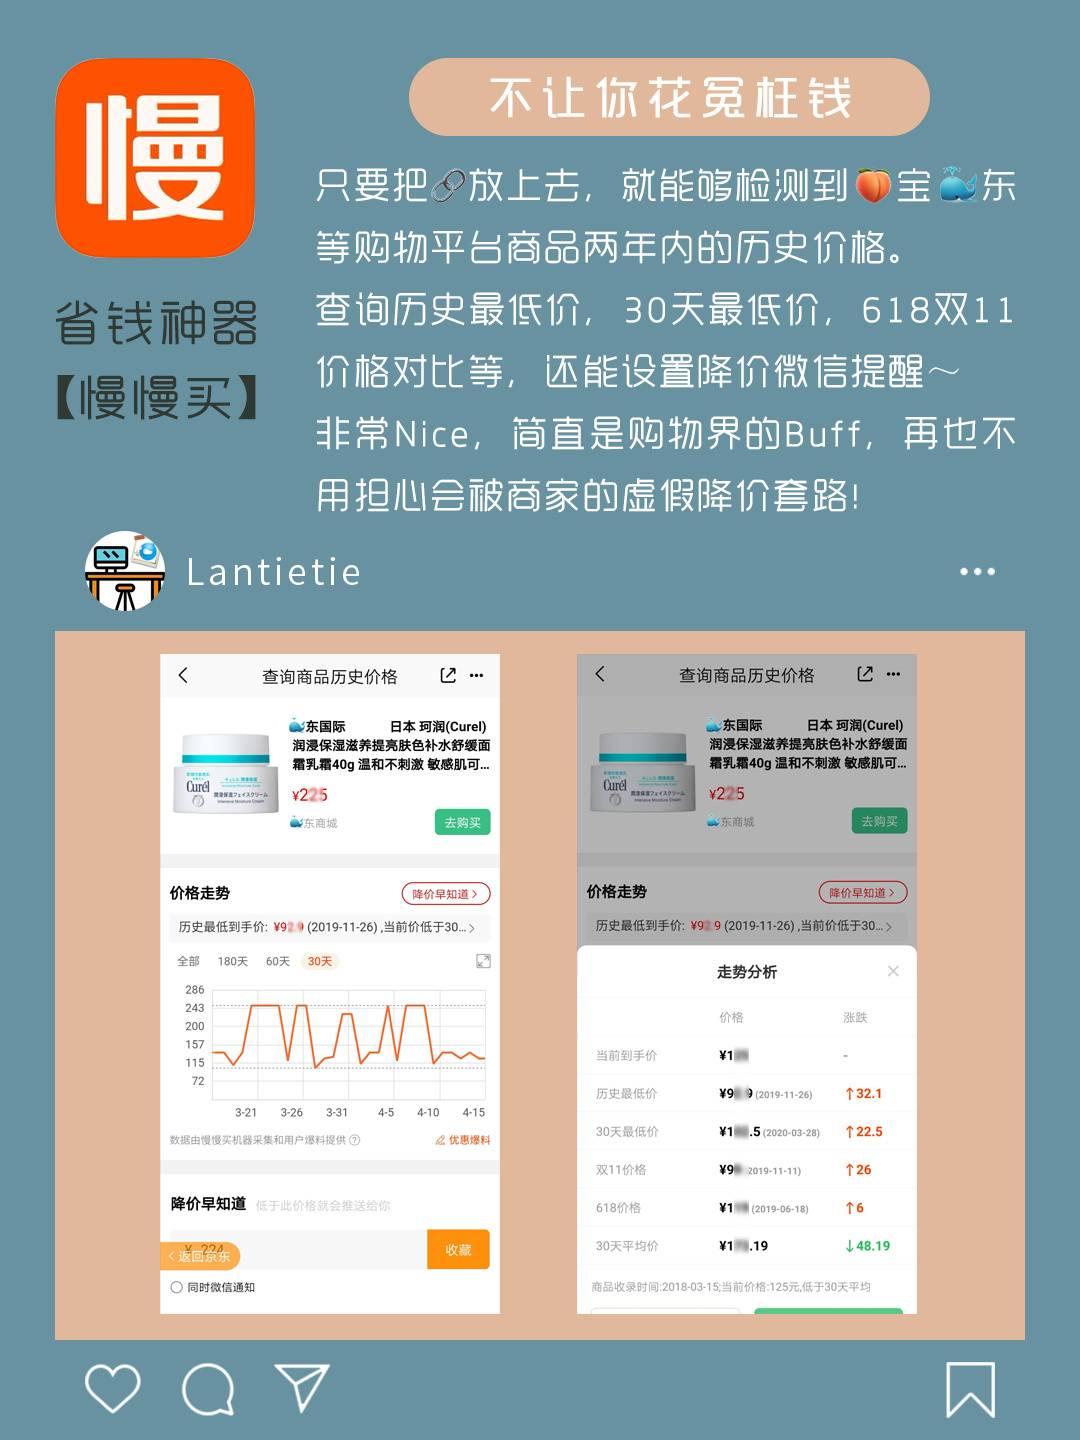 慢
省钱神器
【慢慢买】
不让你花冤枉钱
只要把🔗放上去，就能够检测到🍑宝🐳东
等购物平台商品两年内的历史价格。
查询历史最低价，30天最低价，618双11
价格对比等，还能设置降价微信提醒～
非常Nice，简直是购物界的Buff，再也不
用担心会被商家的虚假降价套路!
Lantietie
查询商品历史价格
🐳东国际 日本 珂润(Curel)
润浸保湿滋养提亮肤色补水舒缓面
霜乳霜40g 温和不刺激 敏感肌可...
Curél
¥225
🐳东商城
去购买
价格走势
降价早知道 >
历史最低到手价: ¥9 .9 (2019-11-26) ,当前价低于30... >
全部 180天 60天 30天
286
243
200
157
115
72
3-21 3-26 3-31 4-5 4-10 4-15
数据由慢慢买机器采集和用户爆料提供
优惠爆料
降价早知道 低于此价格就会推送给你
返回京东
收藏
同时微信通知
查询商品历史价格
🐳东国际 日本 珂润(Curel)
润浸保湿滋养提亮肤色补水舒缓面
霜乳霜40g 温和不刺激 敏感肌可...
Curél
¥225
🐳东商城
去购买
价格走势
降价早知道 >
历史最低到手价: ¥9 .9 (2019-11-26) ,当前价低于30... >
走势分析
价格 涨跌
当前到手价 ¥1 -
历史最低价 ¥9 9 (2019-11-26) ↑32.1
30天最低价 ¥1 .5 (2020-03-28) ↑22.5
双11价格 ¥9 2019-11-11) ↑26
618价格 ¥1 (2019-06-18) ↑6
30天平均价 ¥1 .19 ↓48.19
商品收录时间:2018-03-15;当前价格:125元,低于30天平均